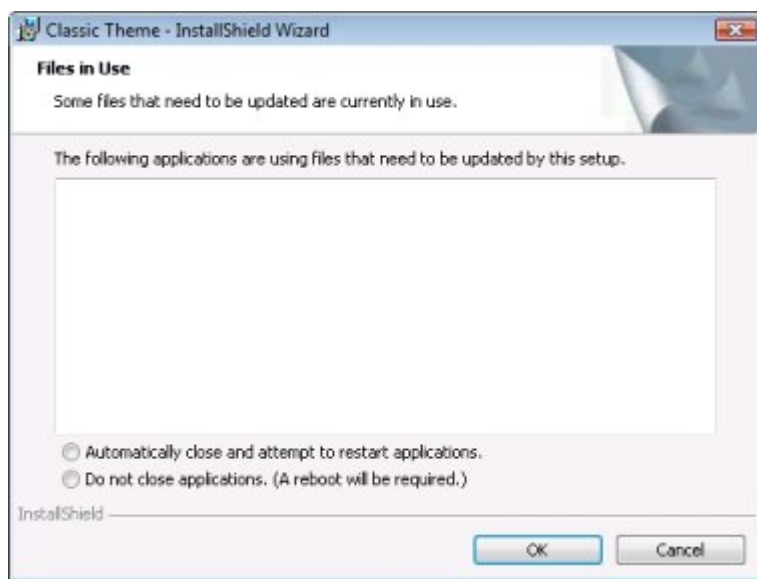 Classic Theme - InstallShield Wizard
Files in Use
Some files that need to be updated are currently in use.
The following applications are using files that need to be updated by this setup.
Automatically close and attempt to restart applications.
Do not close applications. (A reboot will be required.)
InstallShield
OK Cancel